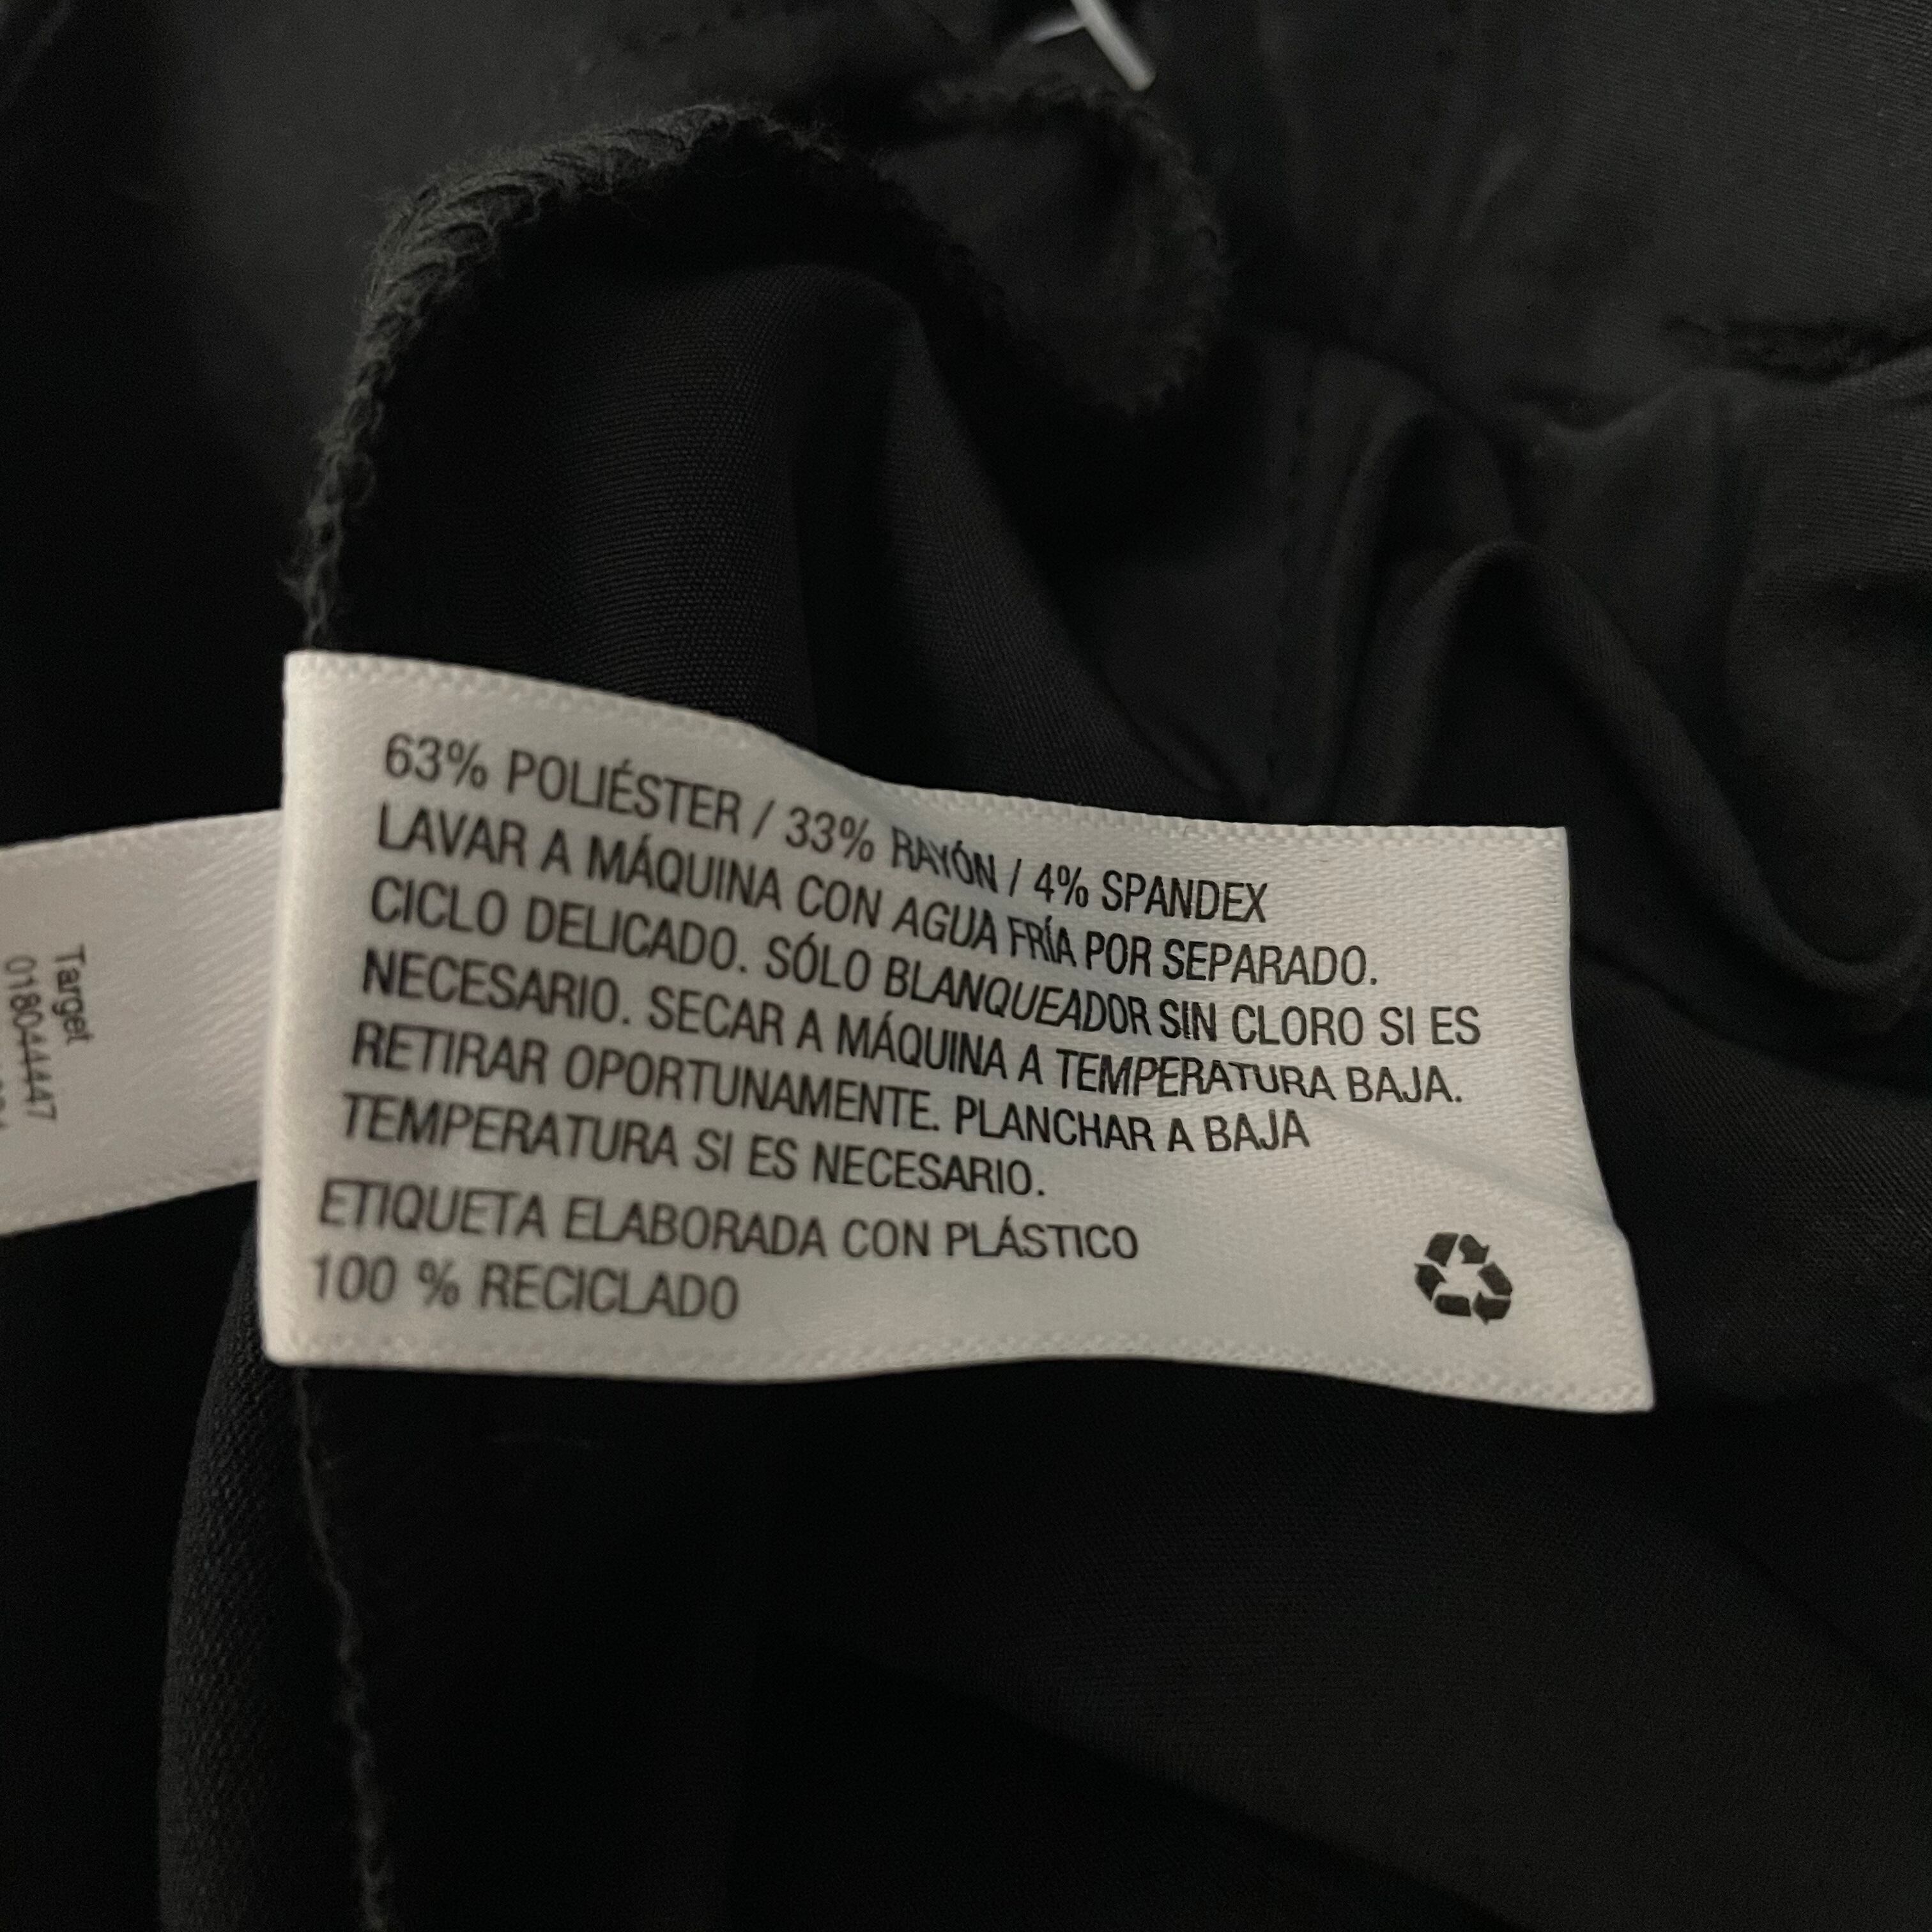 63% POLIÉSTER / 33% RAYÓN / 4% SPANDEX
LAVAR A MÁQUINA CON AGUA FRÍA POR SEPARADO.
CICLO DELICADO. SÓLO BLANQUEADOR SIN CLORO SI ES
NECESARIO. SECAR A MÁQUINA A TEMPERATURA BAJA.
RETIRAR OPORTUNAMENTE. PLANCHAR A BAJA
TEMPERATURA SI ES NECESARIO.
ETIQUETA ELABORADA CON PLÁSTICO
100 % RECICLADO
Target
018044447